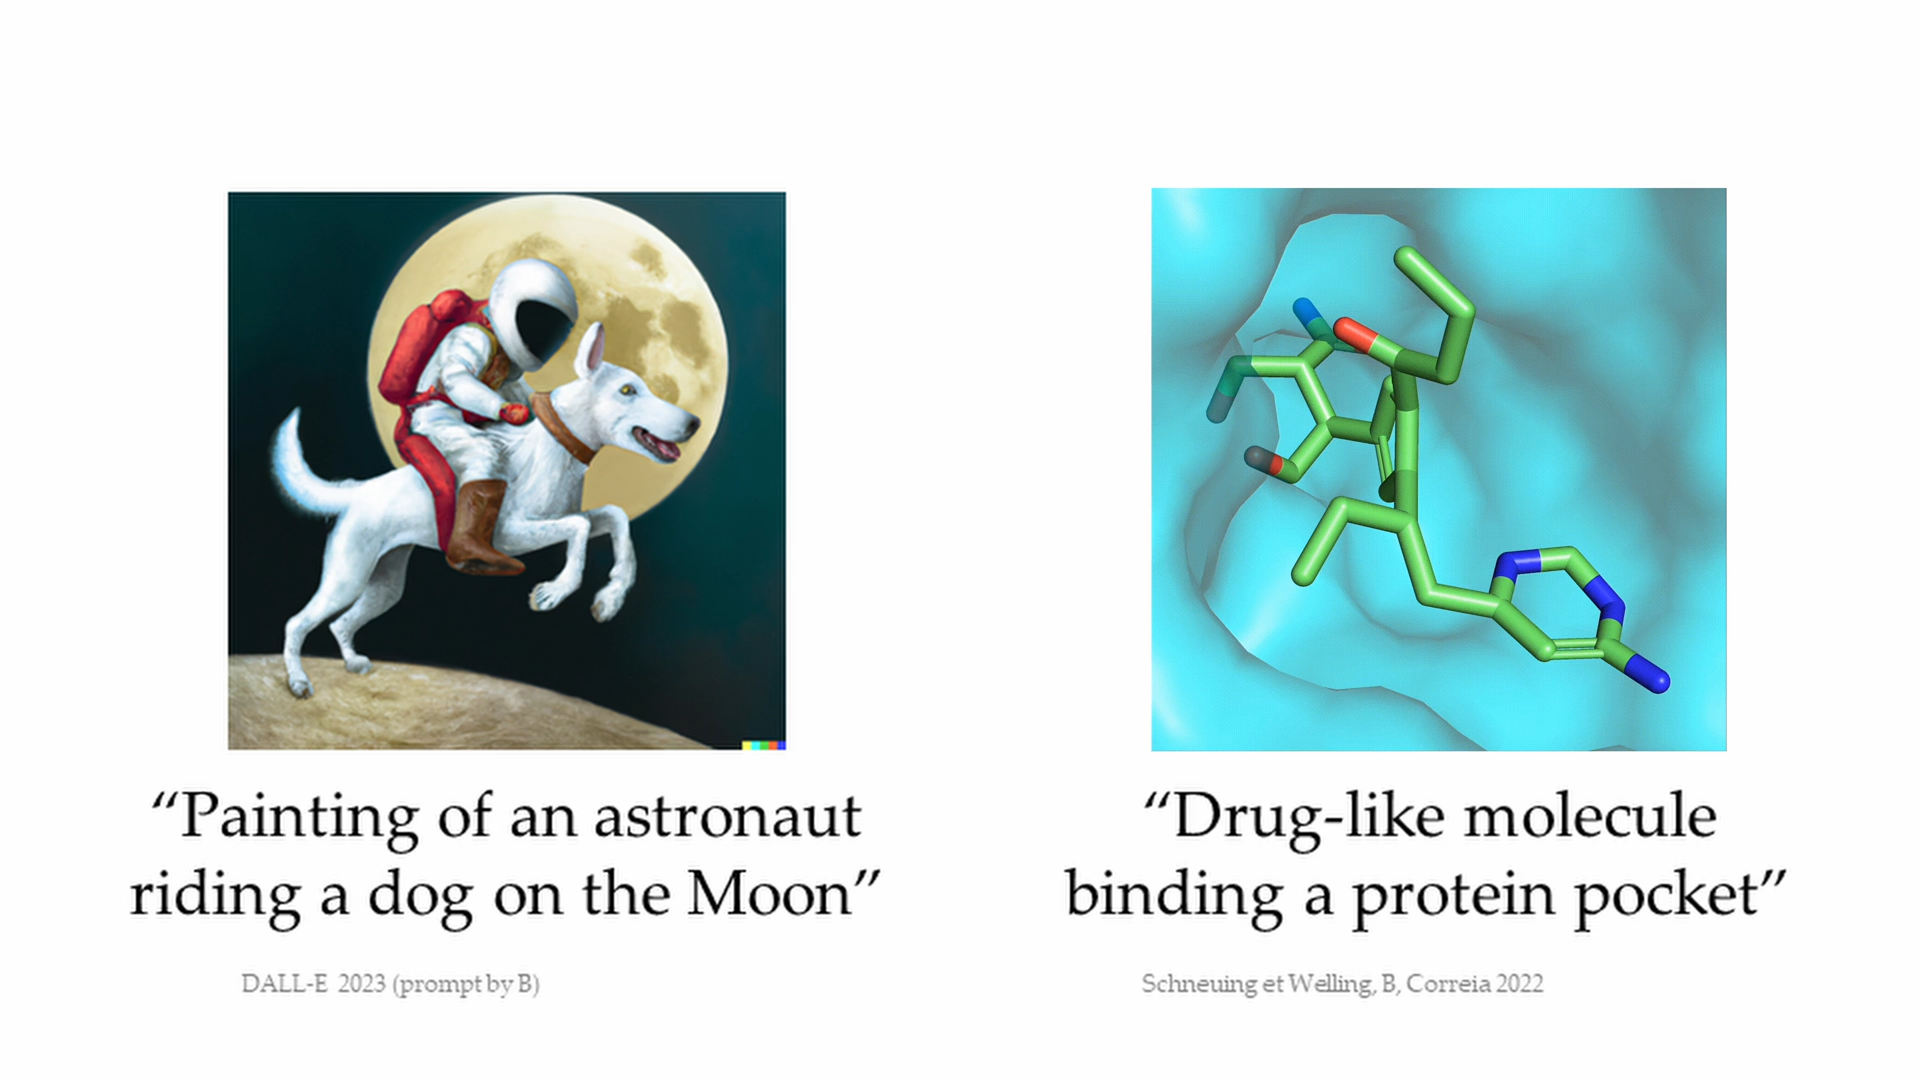 “Painting of an astronaut
riding a dog on the Moon”
DALL-E 2023 (prompt by B)
“Drug-like molecule
binding a protein pocket”
Schneuing et Welling, B, Correia 2022